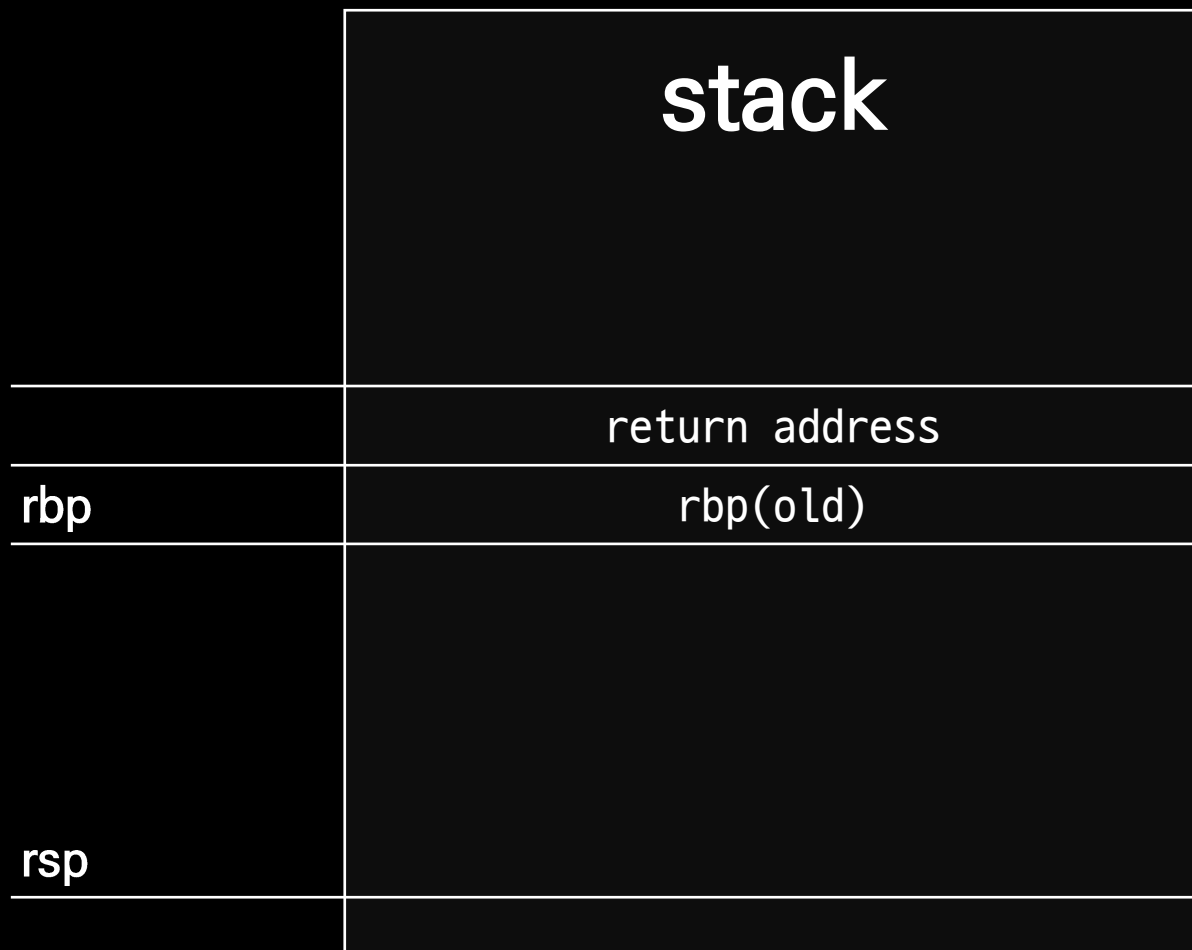 stack
return address
rbp
rbp(old)
rsp